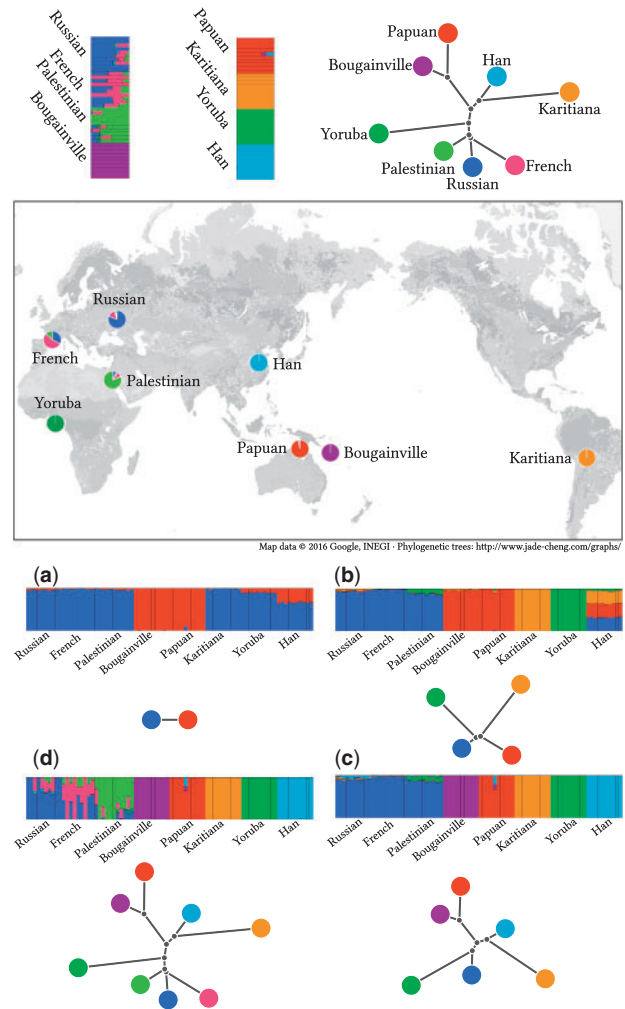 Russian
French
Palestinian
Bougainville
Papuan
Karitiana
Yoruba
Han
Papuan
Bougainville
Han
Karitiana
Yoruba
Palestinian
French
Russian
Russian
French
Palestinian
Han
Yoruba
Papuan
Bougainville
Karitiana
Map data © 2016 Google, INEGI · Phylogenetic trees: http://www.jade-cheng.com/graphs/
(a)
Russian French Palestinian Bougainville Papuan Karitiana Yoruba Han
(b)
Russian French Palestinian Bougainville Papuan Karitiana Yoruba Han
(d)
Russian French Palestinian Bougainville Papuan Karitiana Yoruba Han
(c)
Russian French Palestinian Bougainville Papuan Karitiana Yoruba Han